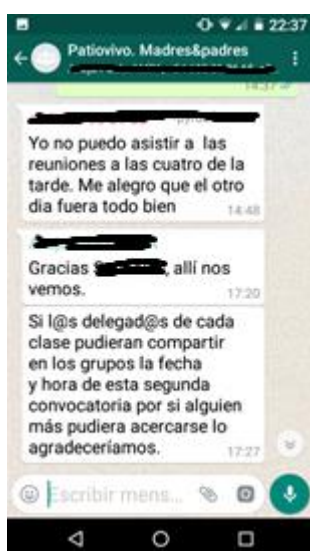 22:37
Patiovivo. Madres&padres
14:37
Yo no puedo asistir a las
reuniones a las cuatro de la
tarde. Me alegro que el otro
dia fuera todo bien
14:48
Gracias , allí nos
vemos.
17:20
Si l@s delegad@s de cada
clase pudieran compartir
en los grupos la fecha
y hora de esta segunda
convocatoria por si alguien
más pudiera acercarse lo
agradeceríamos.
17:27
Escribir mens...